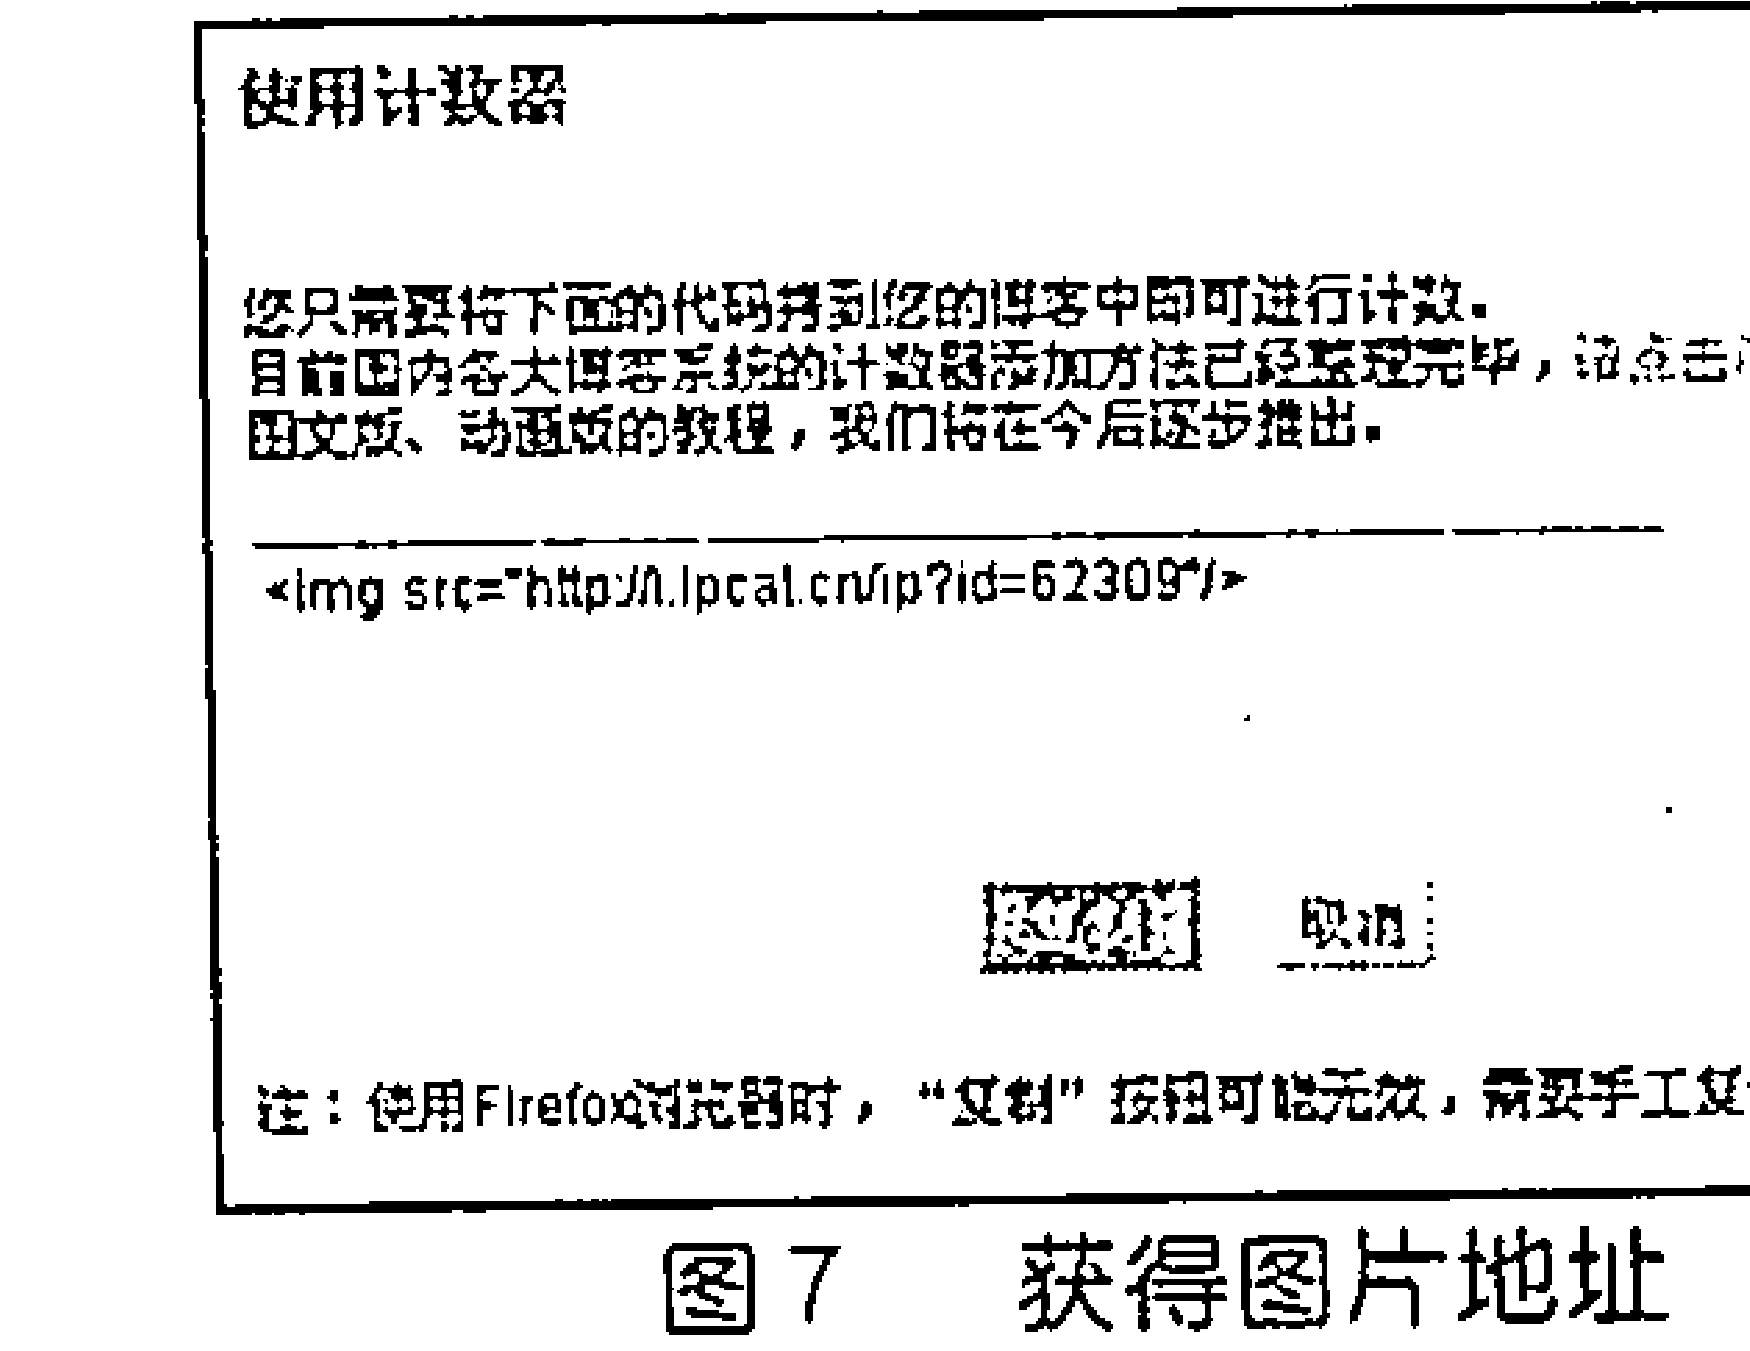 使用计数器
您只需要将下面的代码拷到您的博客中即可进行计数。
目前国内各大博客系统的计数器添加方法已经整理完毕，请点击
图文版、动画版的教程，我们将在今后逐步推出。
<img src="http://t.ipcat.cn/ip?id=62309"/>
取消
注：使用Firefox浏览器时，“复制”按钮可能无效，需要手工复
图7 获得图片地址